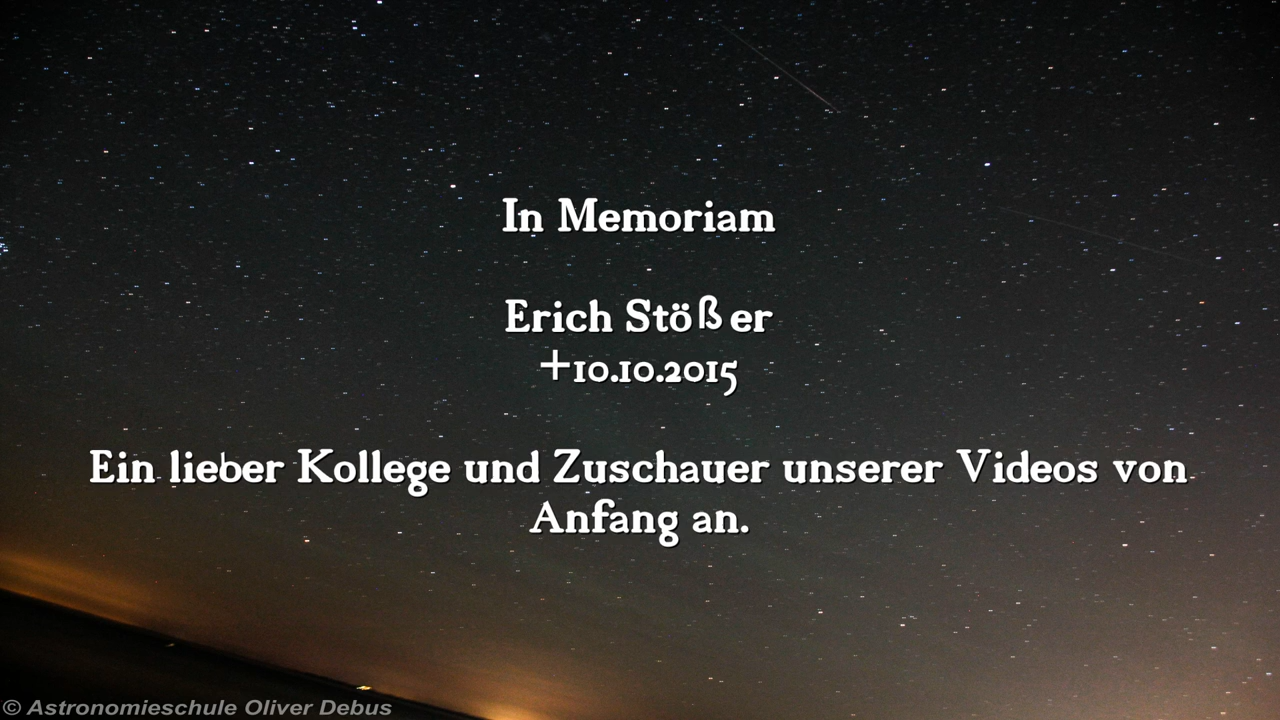 In Memoriam
Erich Stößer
+10.10.2015
Ein lieber Kollege und Zuschauer unserer Videos von
Anfang an.
© Astronomieschule Oliver Debus